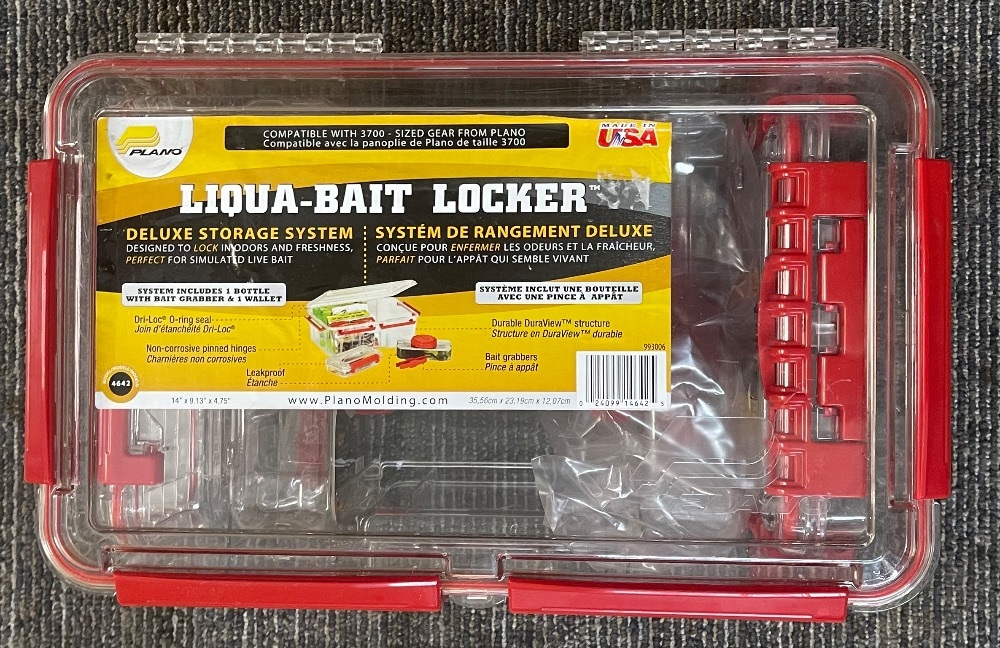 PLANO
COMPATIBLE WITH 3700 - SIZED GEAR FROM PLANO
Compatible avec la panoplie de Plano de taille 3700
MADE IN
USA
LIQUA-BAIT LOCKER™
DELUXE STORAGE SYSTEM
DESIGNED TO LOCK IN ODORS AND FRESHNESS,
PERFECT FOR SIMULATED LIVE BAIT
SYSTÉM DE RANGEMENT DELUXE
CONÇUE POUR ENFERMER LES ODEURS ET LA FRAÎCHEUR,
PARFAIT POUR L'APPÂT QUI SEMBLE VIVANT
SYSTEM INCLUDES 1 BOTTLE
WITH BAIT GRABBER & 1 WALLET
SYSTÈME INCLUT UNE BOUTEILLE
AVEC UNE PINCE À APPÂT
Dri-Loc® O-ring seal
Join d'étanchéité Dri-Loc®
Non-corrosive pinned hinges
Charnières non corrosives
Leakproof
Étanche
Durable DuraView™ structure
Structure en DuraView™ durable
Bait grabbers
Pince à appât
993006
4642
14" x 9.13" x 4.75"
www.PlanoMolding.com
35,56cm x 23,19cm x 12,07cm
0 24099 14642 5